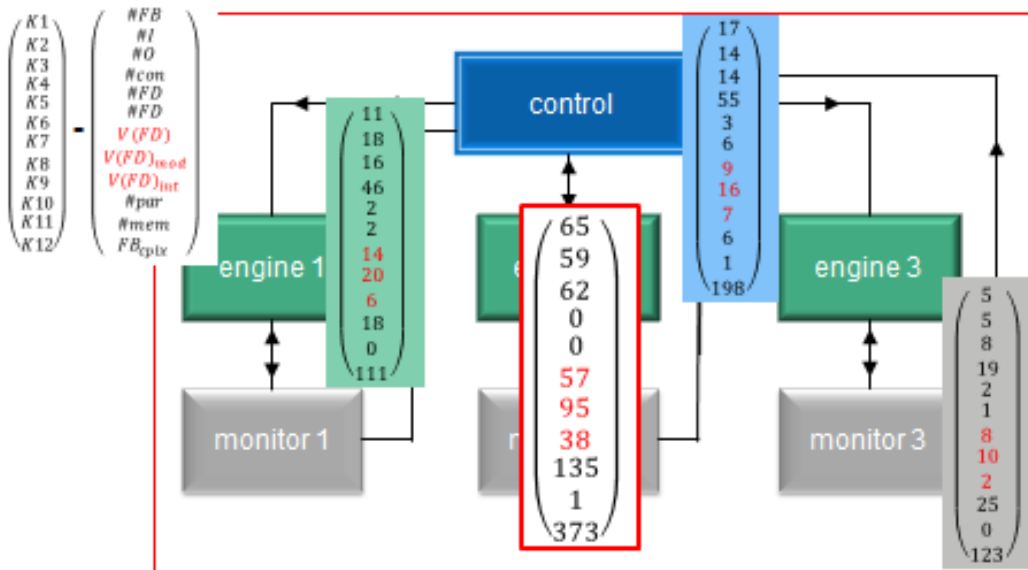 K1
K2
K3
K4
K5
K6
K7
K8
K9
K10
K11
K12
-
#FB
#I
#O
#con
#FD
#FD
V(FD)
V(FD)mod
V(FD)int
#par
#mem
FBcplx
control
17
14
14
55
3
6
9
16
7
6
1
198
engine 1
11
18
16
46
2
2
14
20
6
18
0
111
e
65
59
62
0
0
57
95
38
135
1
373
engine 3
5
5
8
19
2
1
8
10
2
25
0
123
monitor 1
monitor 3